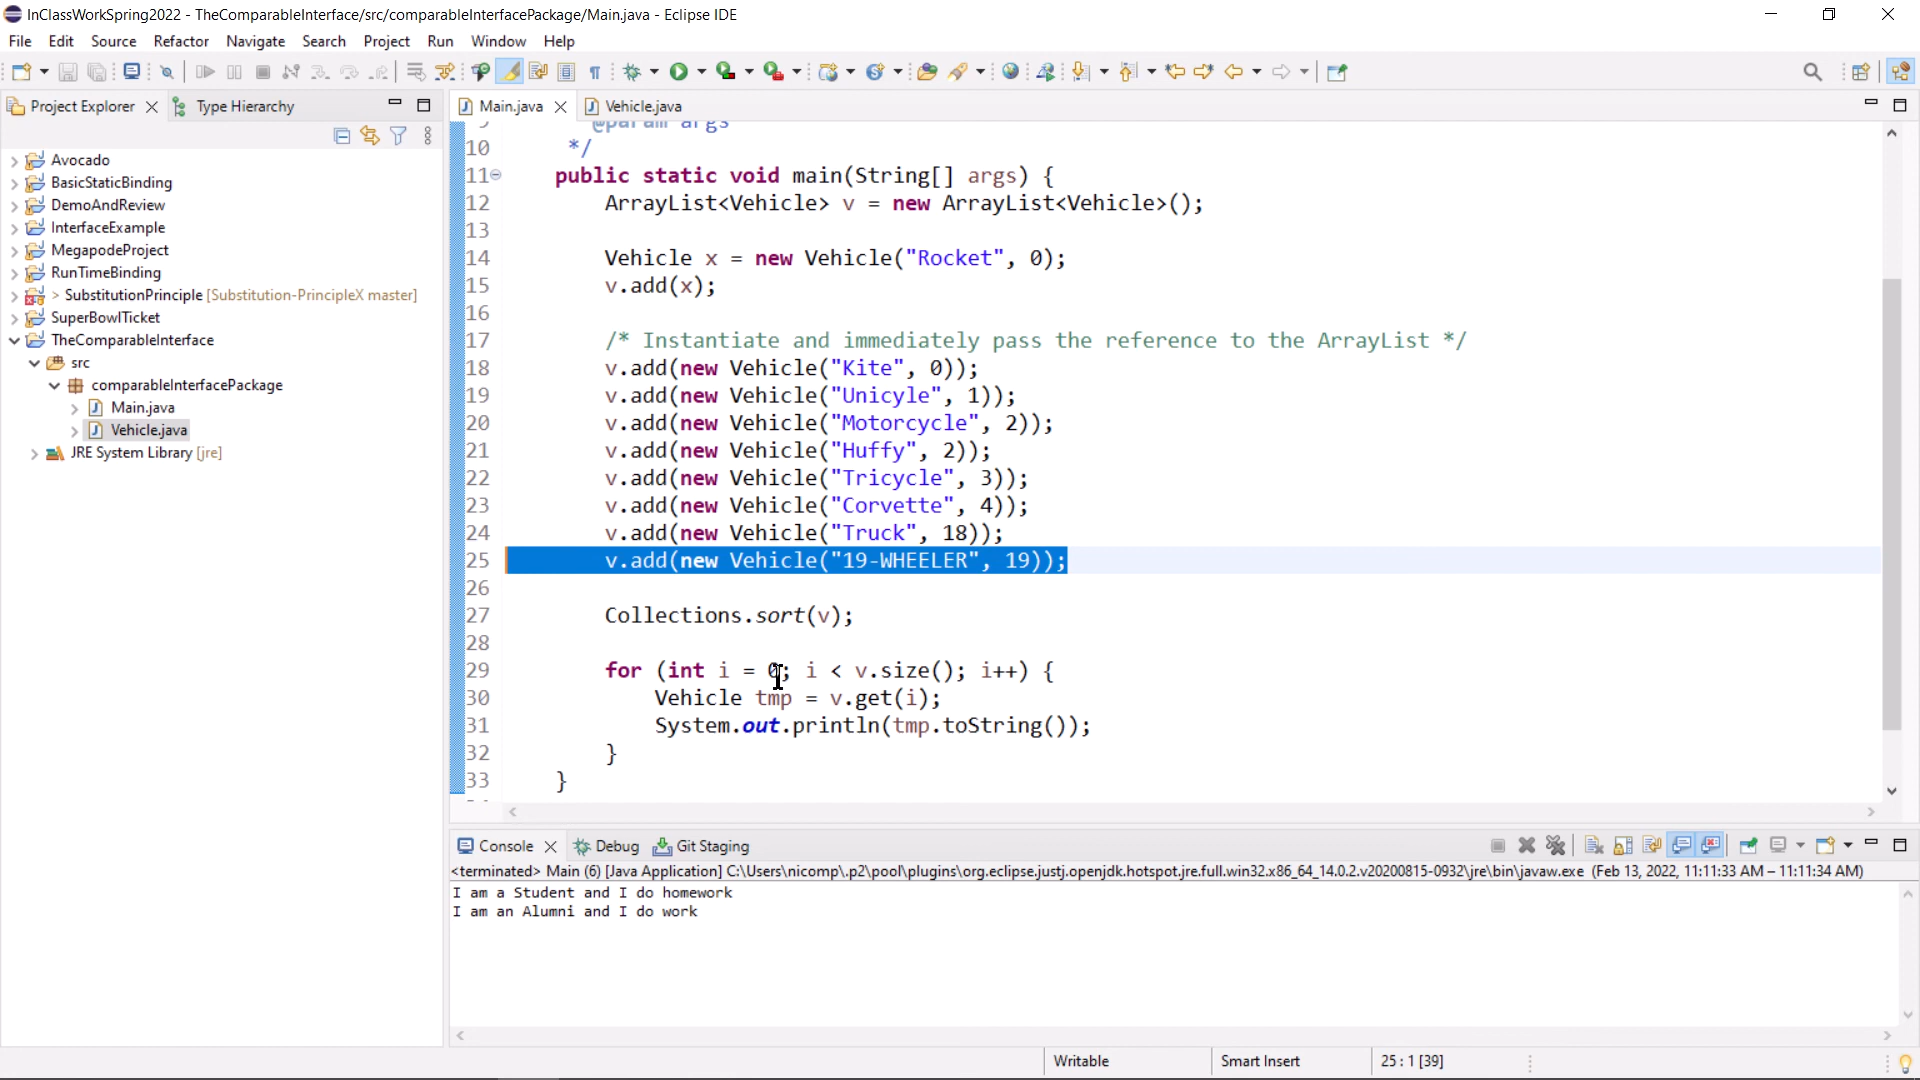 InClassWorkSpring2022 - TheComparableInterface/src/comparableInterfacePackage/Main.java - Eclipse IDE
File Edit Source Refactor Navigate Search Project Run Window Help
Project Explorer Type Hierarchy
Avocado
BasicStaticBinding
DemoAndReview
InterfaceExample
MegapodeProject
RunTimeBinding
> SubstitutionPrinciple [Substitution-PrincipleX master]
SuperBowlTicket
TheComparableInterface
src
comparableInterfacePackage
Main.java
Vehicle.java
JRE System Library [jre]
Main.java Vehicle.java
9 @param args
10 */
11 public static void main(String[] args) {
12 ArrayList<Vehicle> v = new ArrayList<Vehicle>();
13
14 Vehicle x = new Vehicle("Rocket", 0);
15 v.add(x);
16
17 /* Instantiate and immediately pass the reference to the ArrayList */
18 v.add(new Vehicle("Kite", 0));
19 v.add(new Vehicle("Unicyle", 1));
20 v.add(new Vehicle("Motorcycle", 2));
21 v.add(new Vehicle("Huffy", 2));
22 v.add(new Vehicle("Tricycle", 3));
23 v.add(new Vehicle("Corvette", 4));
24 v.add(new Vehicle("Truck", 18));
25 v.add(new Vehicle("19-WHEELER", 19));
26
27 Collections.sort(v);
28
29 for (int i = 0; i < v.size(); i++) {
30 Vehicle tmp = v.get(i);
31 System.out.println(tmp.toString());
32 }
33 }
Console Debug Git Staging
<terminated> Main (6) [Java Application] C:\Users\nicomp\.p2\pool\plugins\org.eclipse.justj.openjdk.hotspot.jre.full.win32.x86_64_14.0.2.v20200815-0932\jre\bin\javaw.exe (Feb 13, 2022, 11:11:33 AM – 11:11:34 AM)
I am a Student and I do homework
I am an Alumni and I do work
Writable Smart Insert 25 : 1 [39]